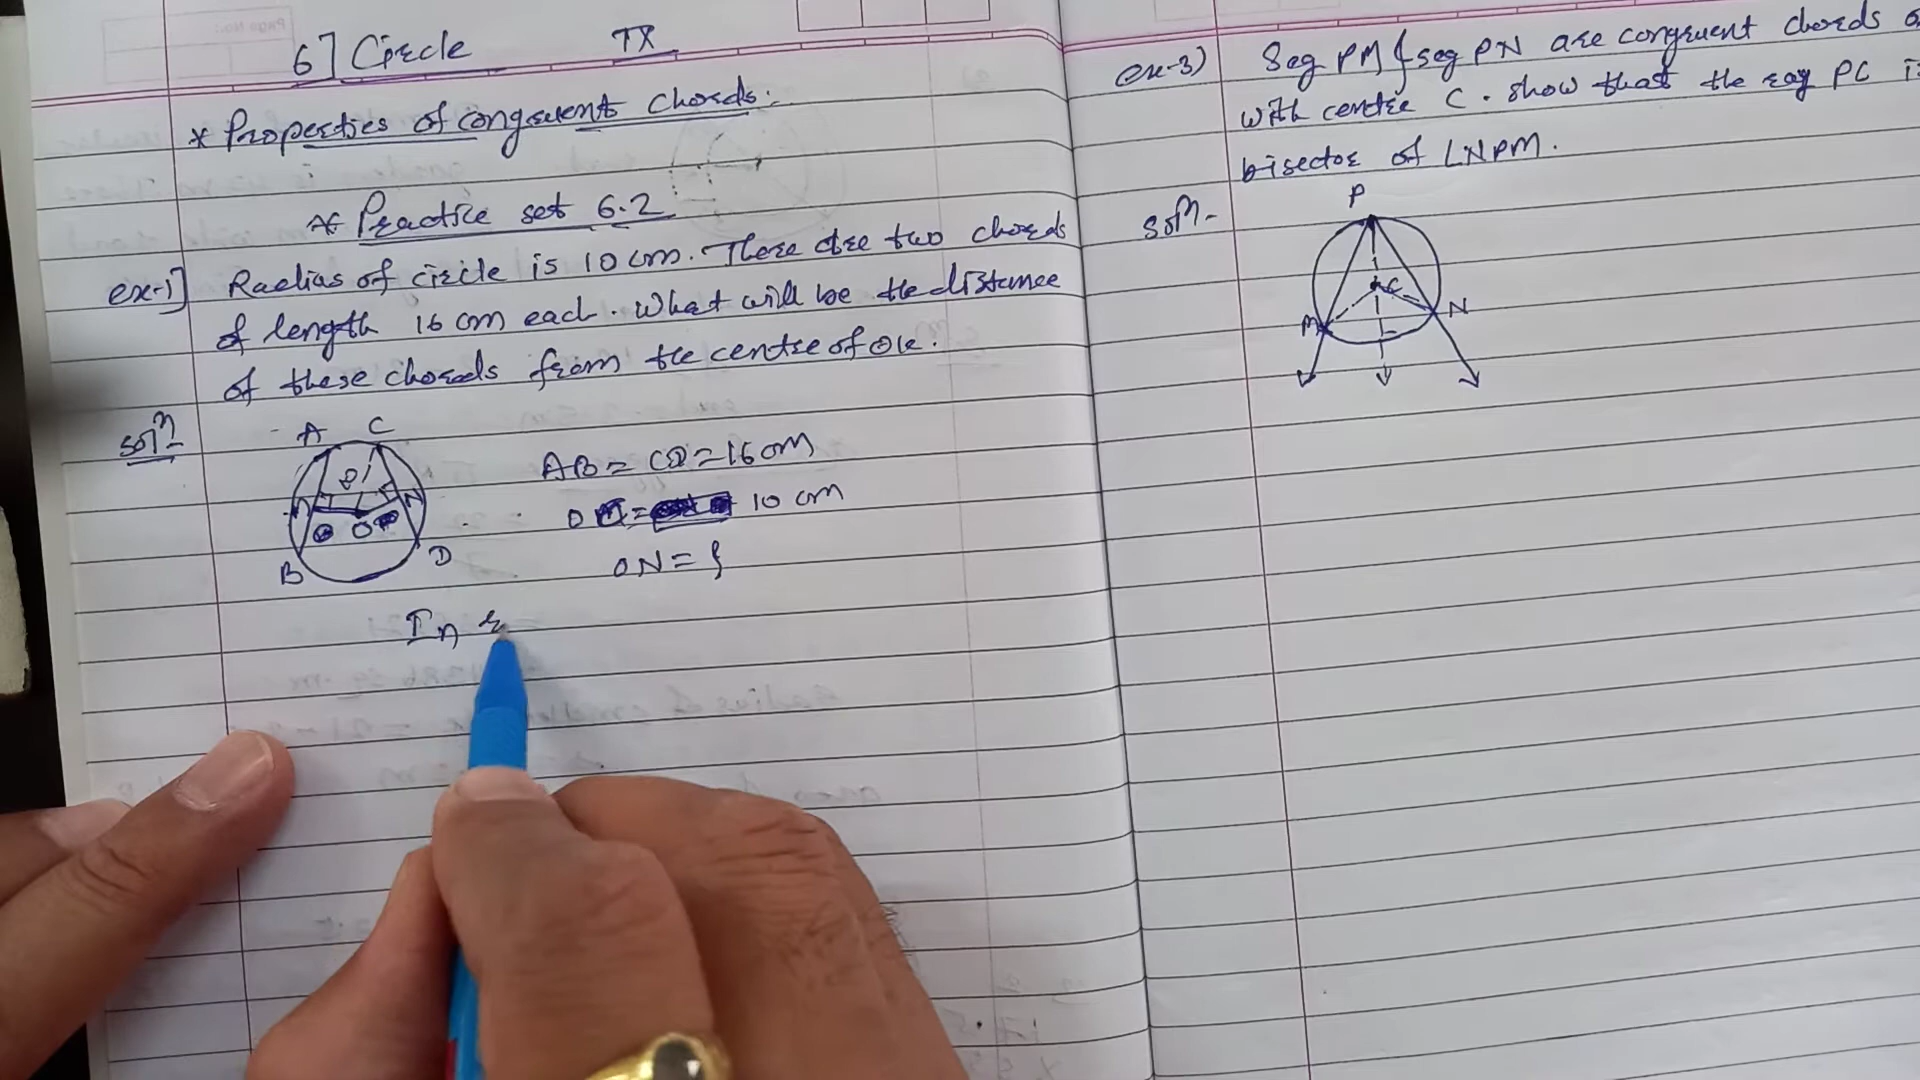 6] Circle
IX
* Properties of congruent chords.
* Practice set 6.2
ex-1] Radius of circle is 10 cm. There are two chords
of length 16 cm each. What will be the distance
of these chords from the centre of
solⁿ
A C
O
B D
AB = CD = 16 cm
10 cm
ON =
In
ex-3) Seg PM & seg PN are congruent chords
with centre C. show that the ray PC
bisector of ∠NPM.
solⁿ-
P
C
M N